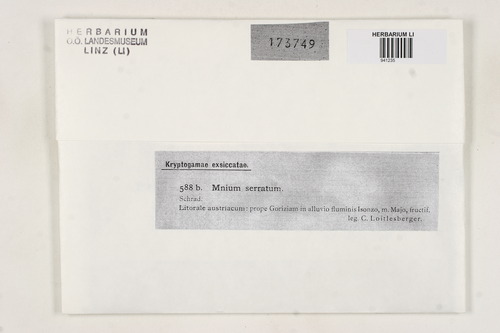 HERBARIUM
O.Ö. LANDESMUSEUM
LINZ (LI)
173749
HERBARIUM LI
941235
Kryptogamae exsiccatae.
588 b. Mnium serratum.
Schrad.
Litorale austriacum: prope Goriziam in alluvio fluminis Isonzo, m. Majo, fructif.
leg. C. Loitlesberger.